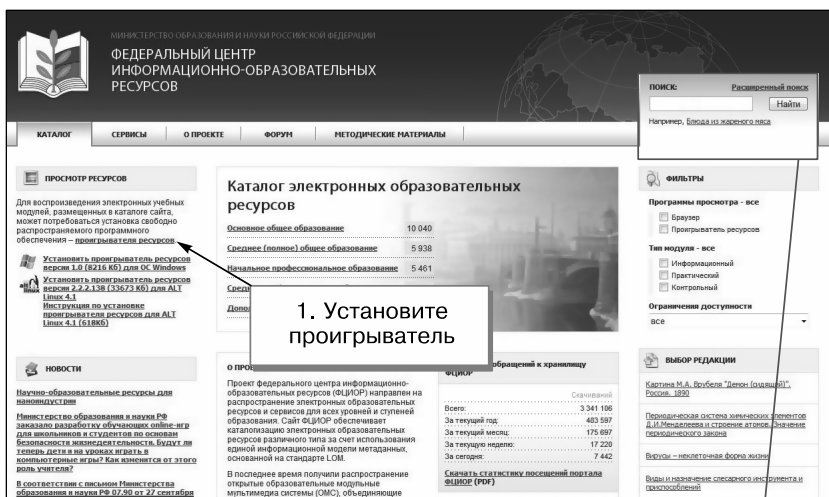 МИНИСТЕРСТВО ОБРАЗОВАНИЯ И НАУКИ РОССИЙСКОЙ ФЕДЕРАЦИИ
ФЕДЕРАЛЬНЫЙ ЦЕНТР
ИНФОРМАЦИОННО-ОБРАЗОВАТЕЛЬНЫХ
РЕСУРСОВ
ПОИСК: Расширенный поиск
Найти
Например, Блюда из жареного мяса
КАТАЛОГ СЕРВИСЫ О ПРОЕКТЕ ФОРУМ МЕТОДИЧЕСКИЕ МАТЕРИАЛЫ
ПРОСМОТР РЕСУРСОВ
Для воспроизведения электронных учебных
модулей, размещенных в каталоге сайта,
может потребоваться установка свободно
распространяемого программного
обеспечения – проигрывателя ресурсов.
Установить проигрыватель ресурсов
версии 1.0 (8216 Кб) для ОС Windows
Установить проигрыватель ресурсов
версии 2.2.2.138 (33673 Кб) для ALT
Linux 4.1
Инструкция по установке
проигрывателя ресурсов для ALT
Linux 4.1 (618Кб)
НОВОСТИ
Научно-образовательные ресурсы для
наноиндустрии
Министерство образования и науки РФ
заказало разработку обучающих online-игр
для школьников и студентов по основам
безопасности жизнедеятельность. Будут ли
теперь дети и на уроках играть в
компьютерные игры? Как изменится от этого
роль учителя?
В соответствии с письмом Министерства
образования и науки РФ 07.90 от 27 сентября
Каталог электронных образовательных
ресурсов
Основное общее образование 10 040
Среднее (полное) общее образование 5 938
Начальное профессиональное образование 5 461
Сред
Допол
1. Установите
проигрыватель
О ПРО
Проект федерального центра информационно-
образовательных ресурсов (ФЦИОР) направлен на
распространение электронных образовательных
ресурсов и сервисов для всех уровней и ступеней
образования. Сайт ФЦИОР обеспечивает
каталогизацию электронных образовательных
ресурсов различного типа за счет использования
единой информационной модели метаданных,
основанной на стандарте LOM.
В последнее время получили распространение
открытые образовательные модульные
мультимедиа системы (ОМС), объединяющие
обращений к хранилищу
ФЦИОР
Скачиваний
Всего: 3 341 106
За текущий год: 483 597
За текущий месяц: 175 697
За текущую неделю: 17 220
За сегодня: 7 442
Скачать статистику посещений портала
ФЦИОР (PDF)
ФИЛЬТРЫ
Программы просмотра - все
Браузер
Проигрыватель ресурсов
Тип модуля - все
Информационный
Практический
Контрольный
Ограничения доступности
все
ВЫБОР РЕДАКЦИИ
Картина М.А. Врубеля "Демон (сидящий)".
Россия. 1890
Периодическая система химических элементов
Д.И.Менделеева и строение атомов. Значение
периодического закона
Вирусы – неклеточная форма жизни
Виды и назначение слесарного инструмента и
приспособлений